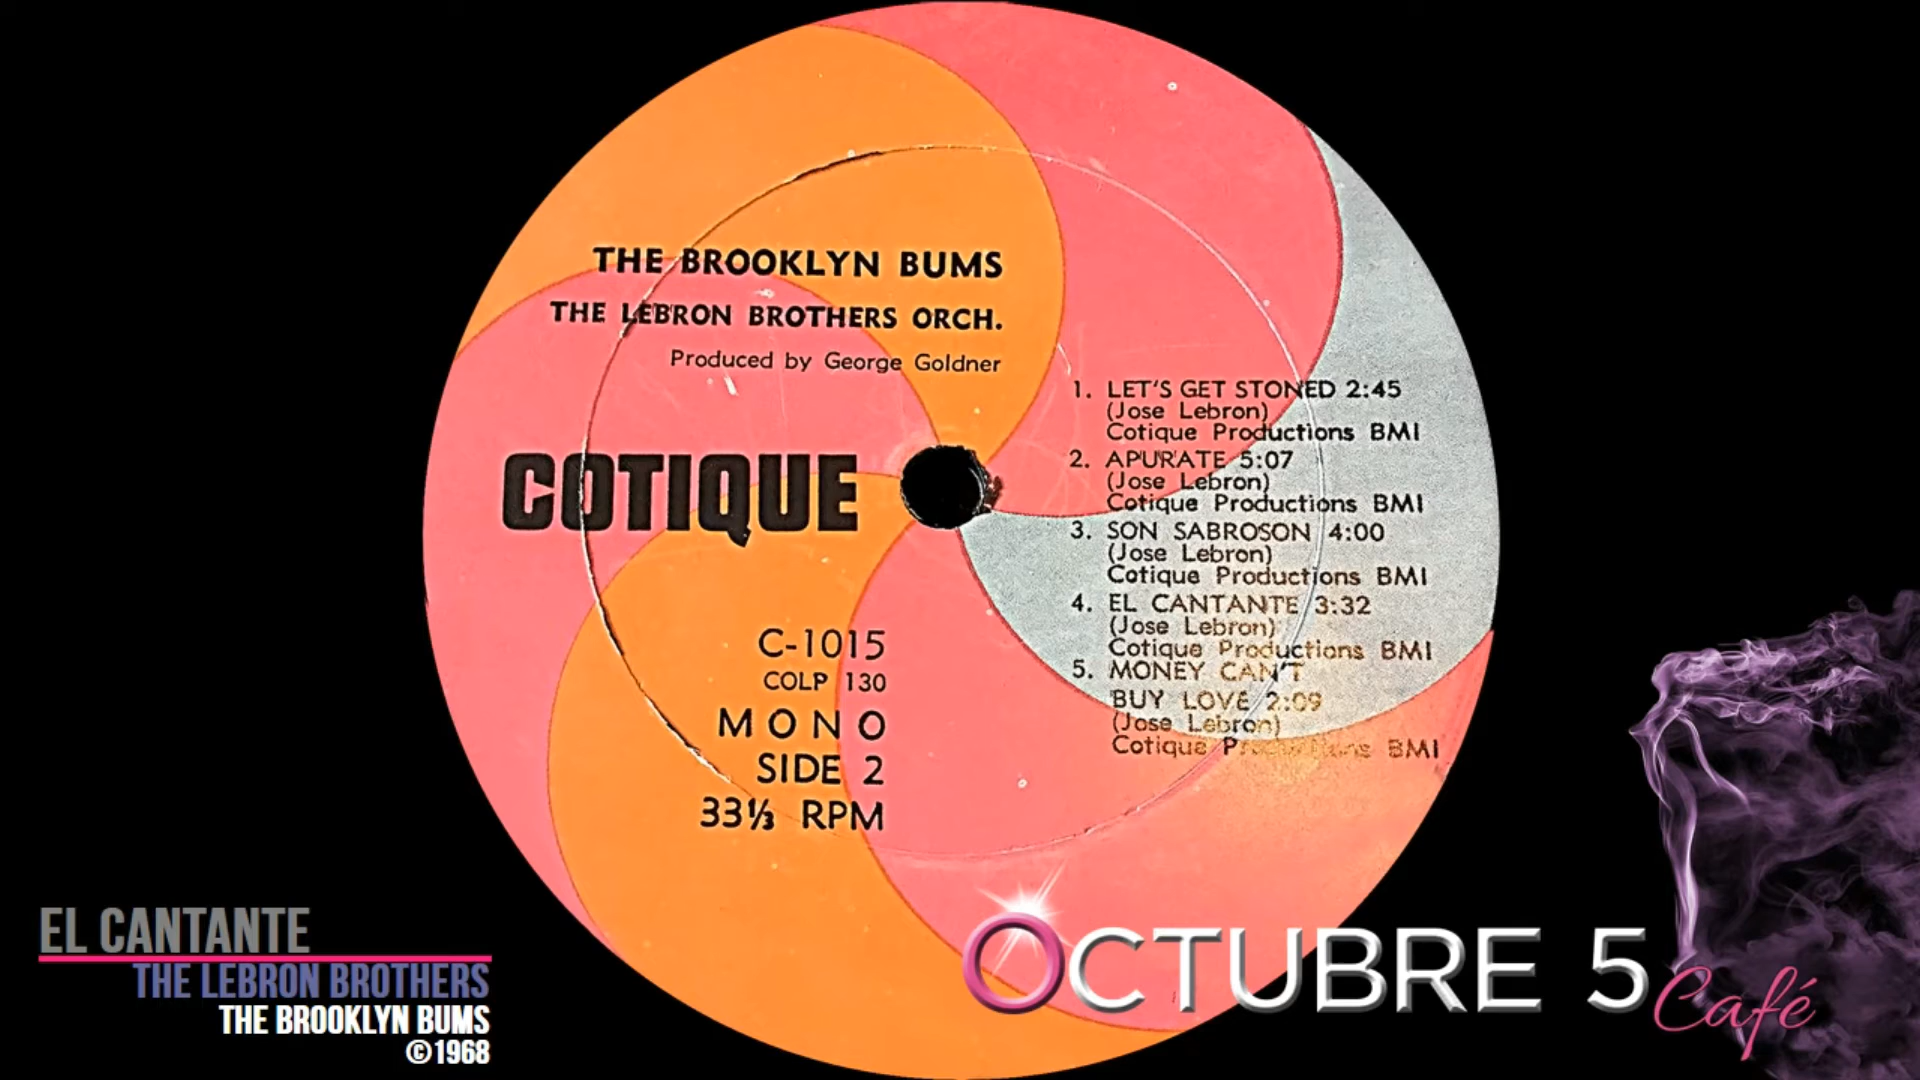 THE BROOKLYN BUMS
THE LEBRON BROTHERS ORCH.
Produced by George Goldner
COTIQUE
C-1015
COLP 130
MONO
SIDE 2
33⅓ RPM
1. LET'S GET STONED 2:45
(Jose Lebron)
Cotique Productions BMI
2. APURATE 5:07
(Jose Lebron)
Cotique Productions BMI
3. SON SABROSON 4:00
(Jose Lebron)
Cotique Productions BMI
4. EL CANTANTE 3:32
(Jose Lebron)
Cotique Productions BMI
5. MONEY CAN'T
BUY LOVE 2:09
(Jose Lebron)
Cotique Productions BMI
EL CANTANTE
THE LEBRON BROTHERS
THE BROOKLYN BUMS
©1968
OCTUBRE 5
Café